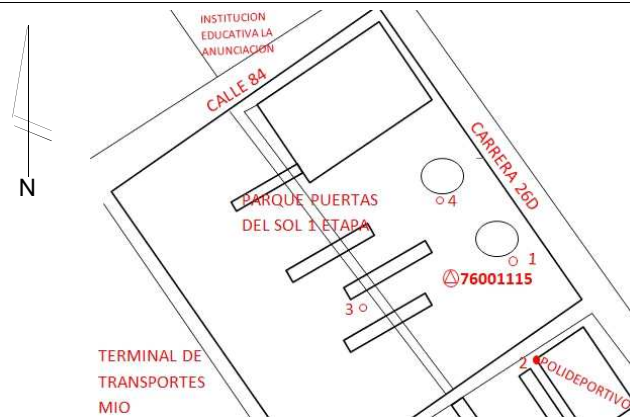 INSTITUCION
EDUCATIVA LA
ANUNCIACION
CALLE 84
CARRERA 26D
N
PARQUE PUERTAS
DEL SOL 1 ETAPA
4
1
76001115
3
2
POLIDEPORTIVO
TERMINAL DE
TRANSPORTES
MIO